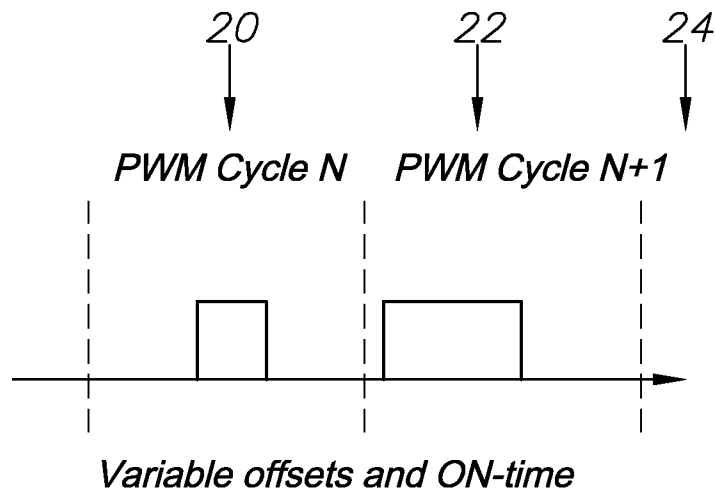 20 22 24
PWM Cycle N PWM Cycle N+1
Variable offsets and ON-time